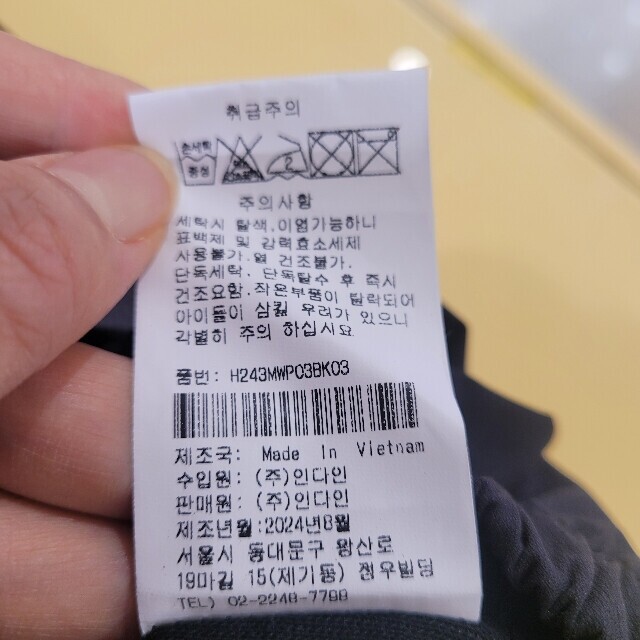 취급주의
손세탁
중성
주의사항
세탁시 탈색,이염가능하니
표백제 및 강력효소세제
사용불가.열 건조불가.
단독세탁. 단독탈수 후 즉시
건조요함.작은부품이 탈락되어
아이들이 삼킬 우려가 있으니
각별히 주의 하십시요
품번: H243MWP03BK03
제조국: Made In Vietnam
수입원: (주)인다인
판매원: (주)인다인
제조년월:2024년8월
서울시 동대문구 왕산로
19마길 15(제기동) 전우빌딩
TEL) 02-2248-7788